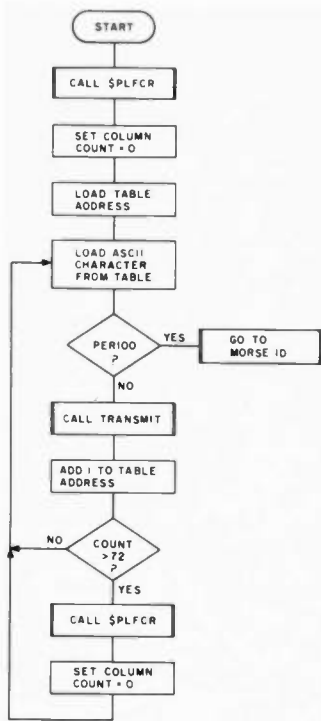 START
CALL $PLFCR
SET COLUMN
COUNT = 0
LOAD TABLE
ADDRESS
LOAD ASCII
CHARACTER
FROM TABLE
PERIOD
?
YES
GO TO
MORSE ID
NO
CALL TRANSMIT
ADD 1 TO TABLE
ADDRESS
NO
COUNT
>72
?
YES
CALL $PLFCR
SET COLUMN
COUNT = 0